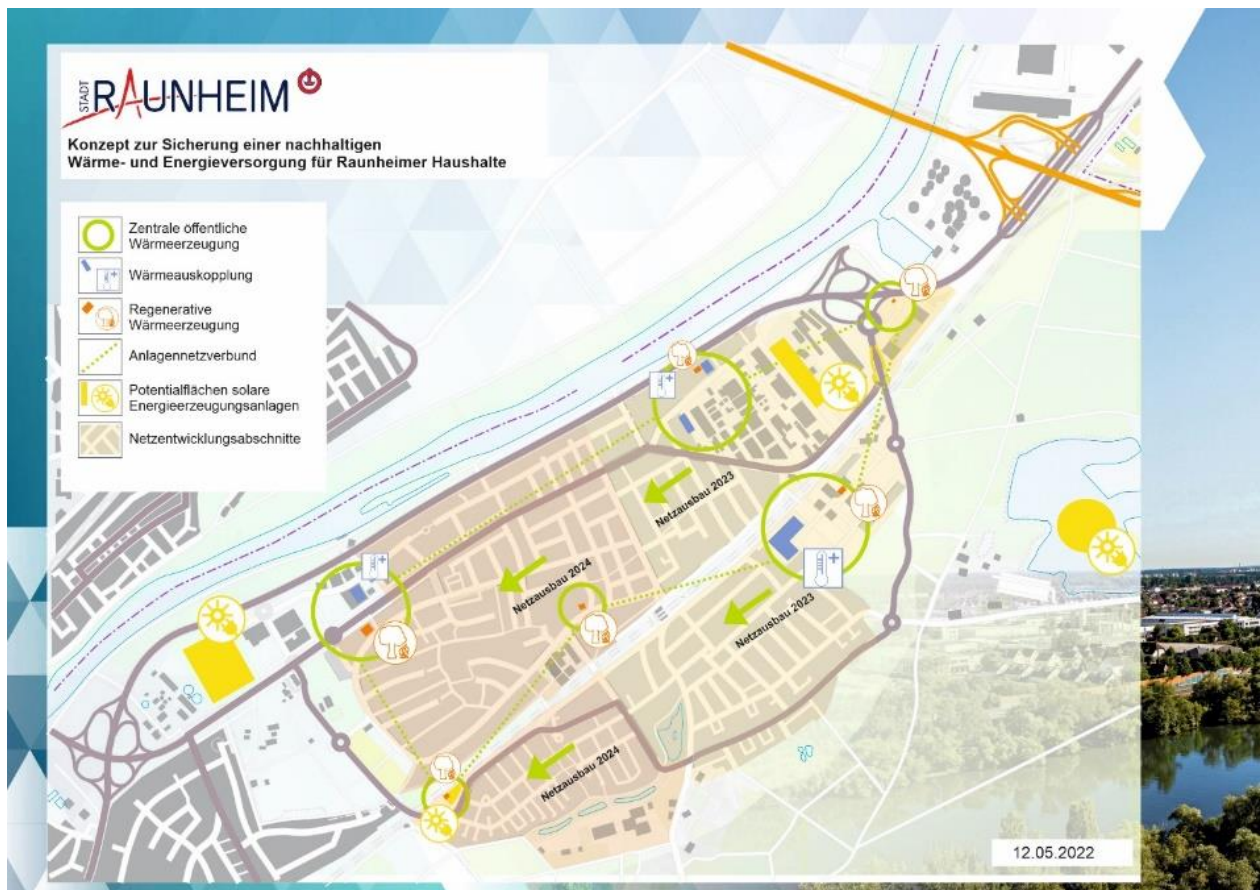 STADT
RAUNHEIM
Konzept zur Sicherung einer nachhaltigen
Wärme- und Energieversorgung für Raunheimer Haushalte
Zentrale öffentliche
Wärmeerzeugung
Wärmeauskopplung
Regenerative
Wärmeerzeugung
Anlagennetzverbund
Potentialflächen solare
Energieerzeugungsanlagen
Netzentwicklungsabschnitte
Netzausbau 2023
Netzausbau 2024
Netzausbau 2023
Netzausbau 2024
12.05.2022